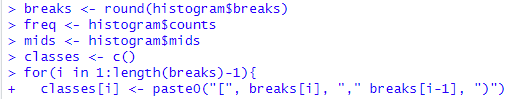 > breaks <- round(histogram$breaks)
> freq <- histogram$counts
> mids <- histogram$mids
> classes <- c()
> for(i in 1:length(breaks)-1){
+   classes[i] <- paste0("[", breaks[i], "," breaks[i-1], ")")